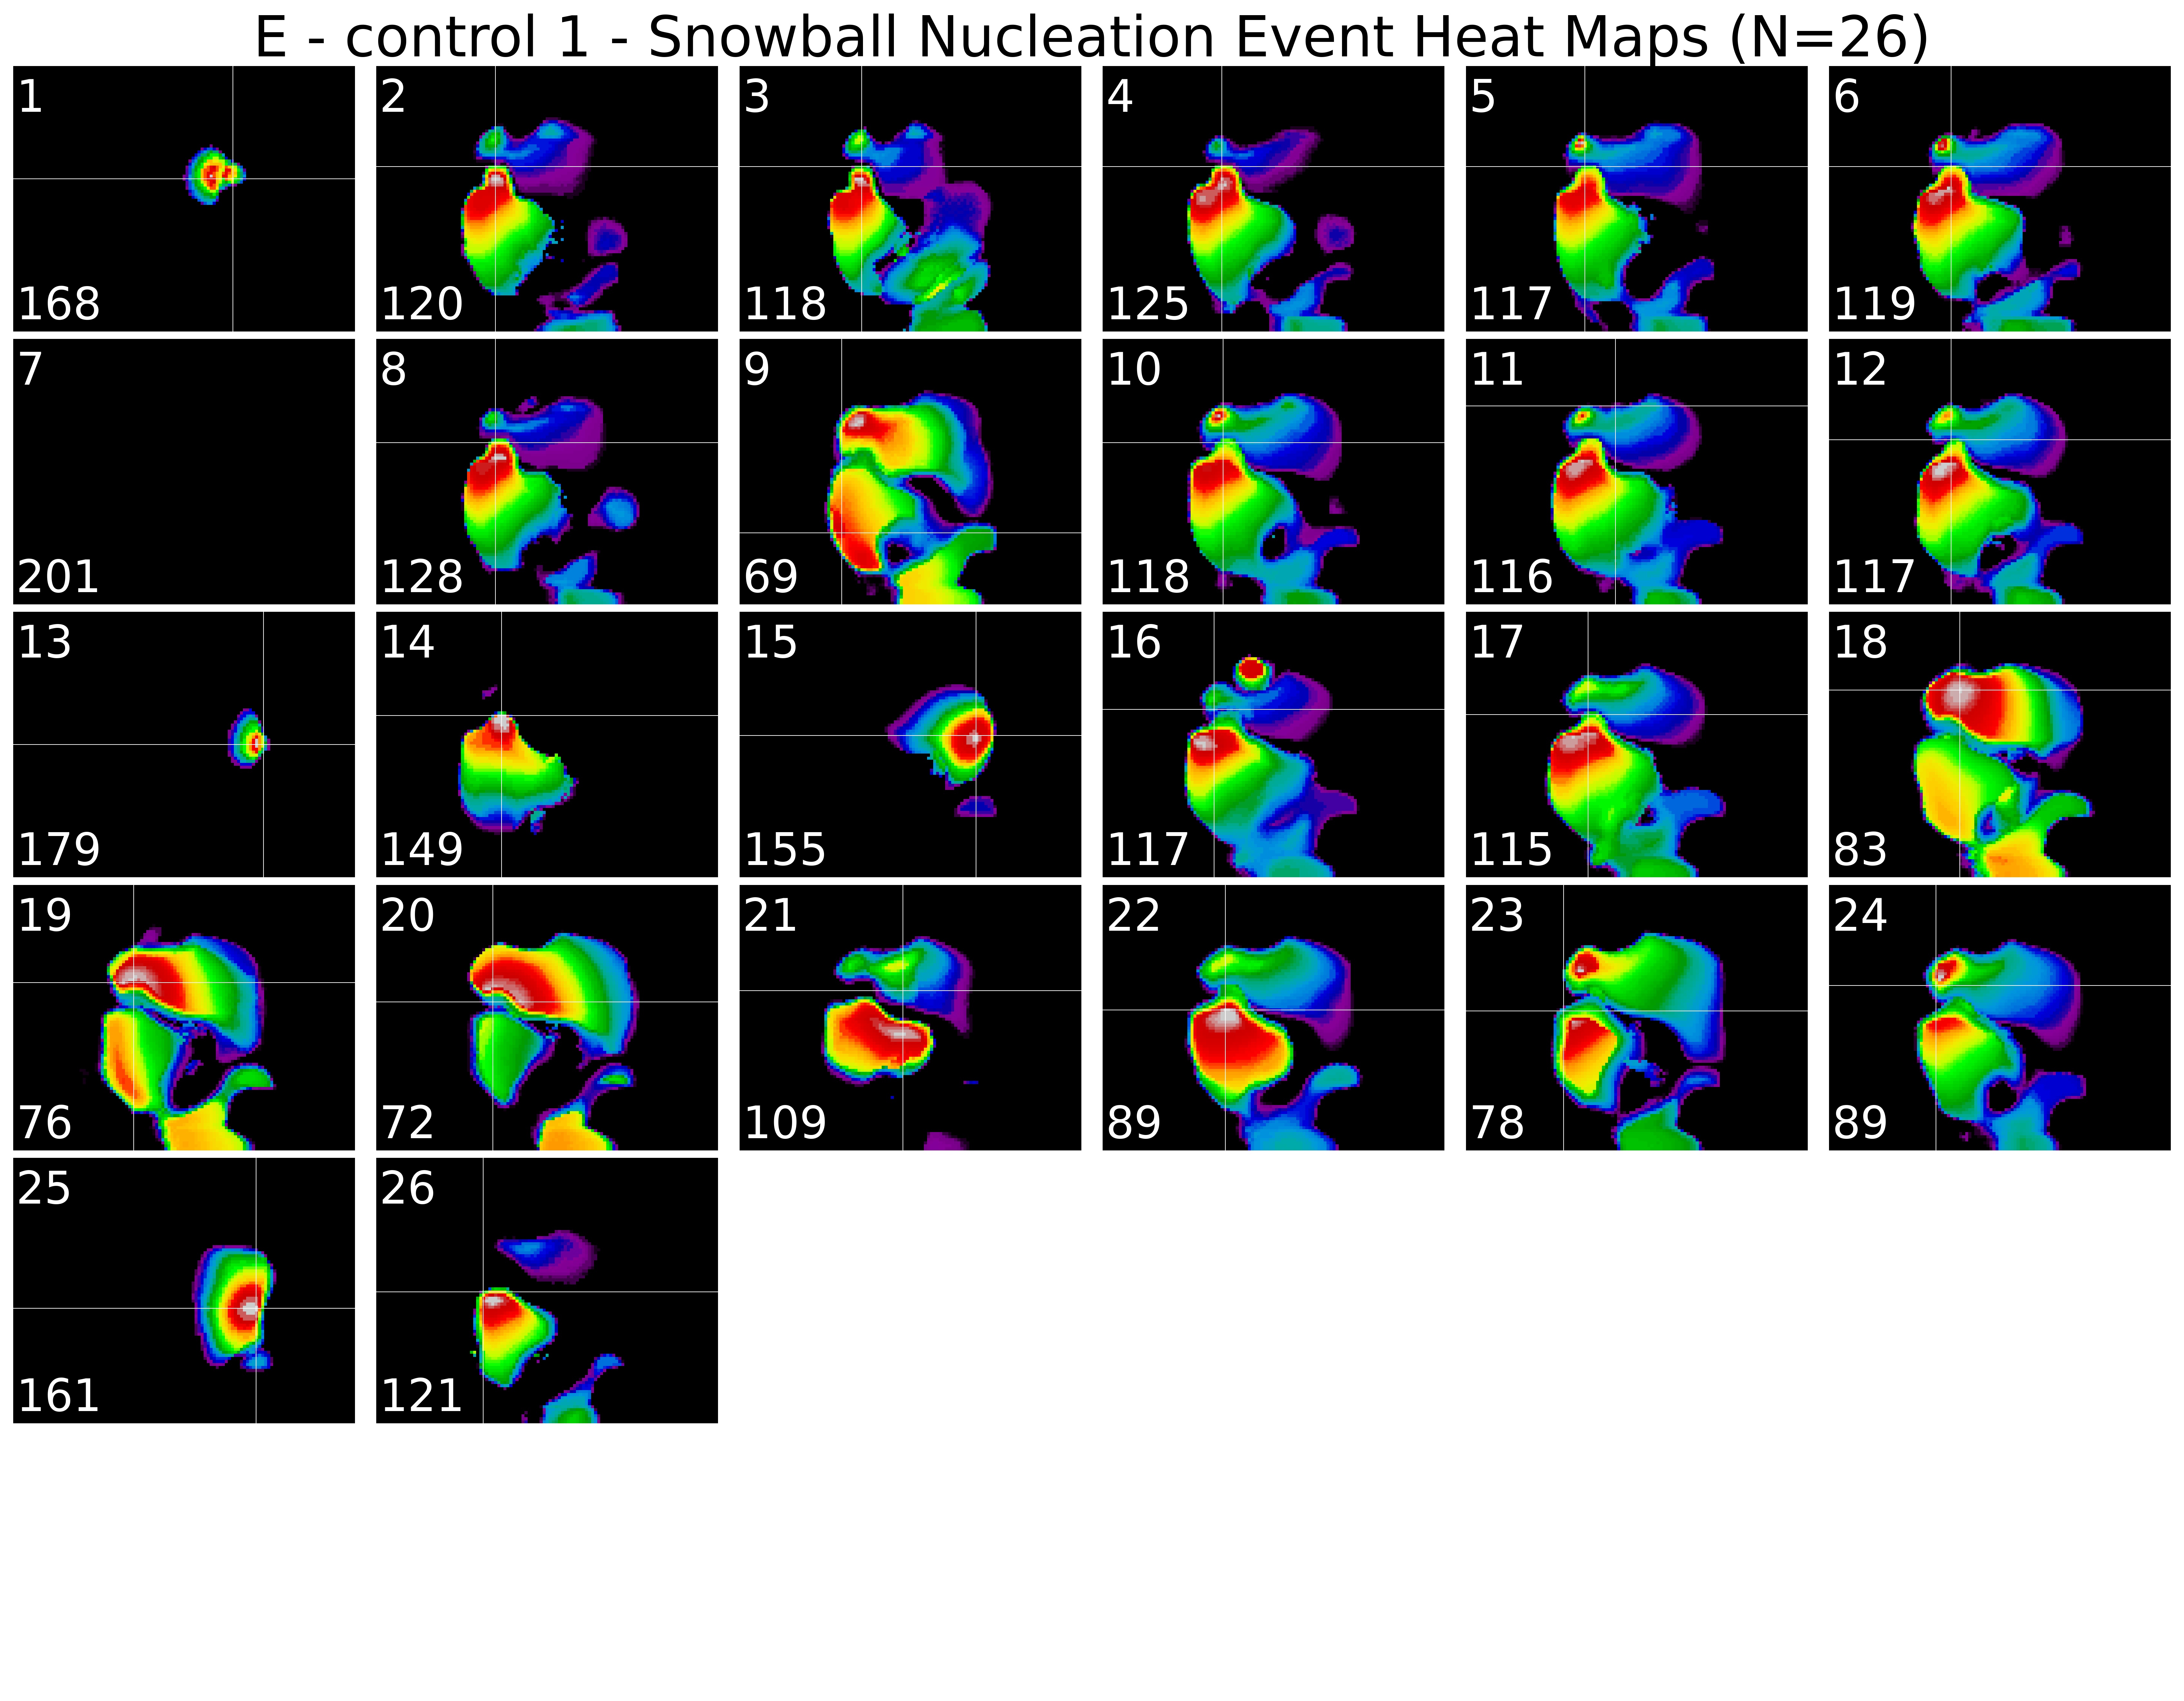 E - control 1 - Snowball Nucleation Event Heat Maps (N=26)
1 2 3 4 5 6
168 120 118 125 117 119
7 8 9 10 11 12
201 128 69 118 116 117
13 14 15 16 17 18
179 149 155 117 115 83
19 20 21 22 23 24
76 72 109 89 78 89
25 26
161 121